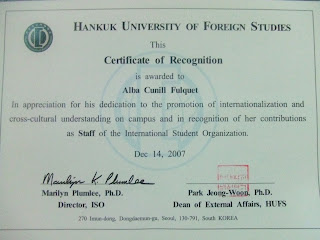 HANKUK UNIVERSITY OF FOREIGN STUDIES
This
Certificate of Recognition
is awarded to
Alba Cunill Fulquet
In appreciation for his dedication to the promotion of internationalization and
cross-cultural understanding on campus and in recognition of her contributions
as Staff of the International Student Organization.
Dec 14, 2007
Marilyn K. Plumlee
Marilyn Plumlee, Ph.D. Park Jeong-Woon, Ph.D.
Director, ISO Dean of External Affairs, HUFS
270 Imun-dong, Dongdaemun-gu, Seoul, 130-791, South KOREA